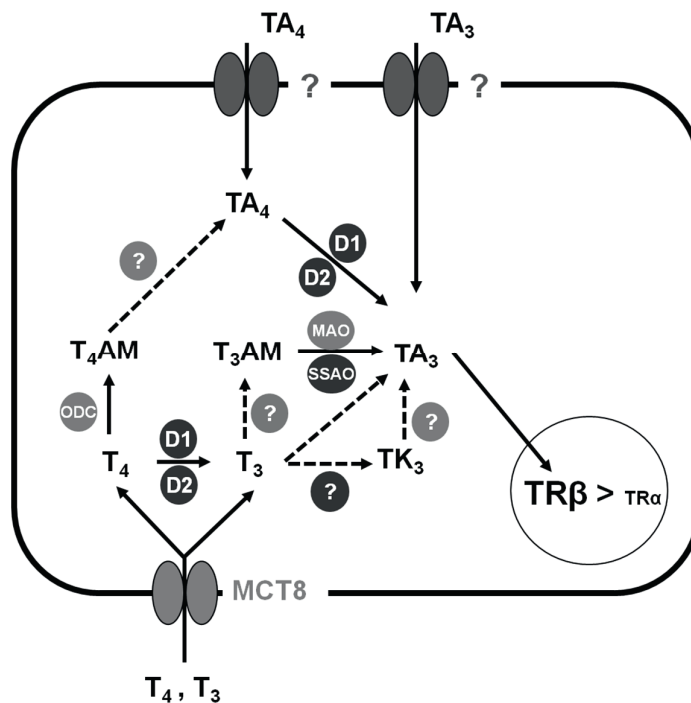 TA₄
TA₃
?
?
TA₄
D1
D2
?
T₄AM
T₃AM
MAO
SSAO
TA₃
ODC
?
?
T₄
D1
D2
T₃
?
TK₃
TRβ > TRα
MCT8
T₄ , T₃